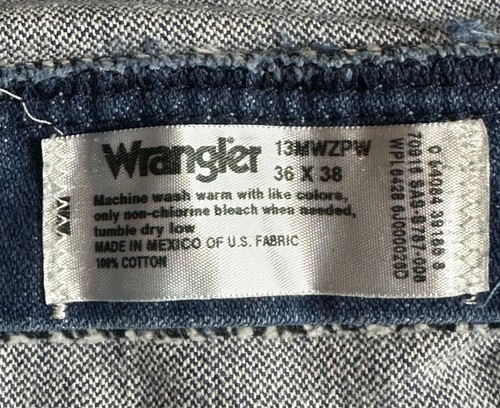 Wrangler 13MWZPW
36 X 38
Machine wash warm with like colors,
only non-chlorine bleach when needed,
tumble dry low
MADE IN MEXICO OF U.S. FABRIC
100% COTTON